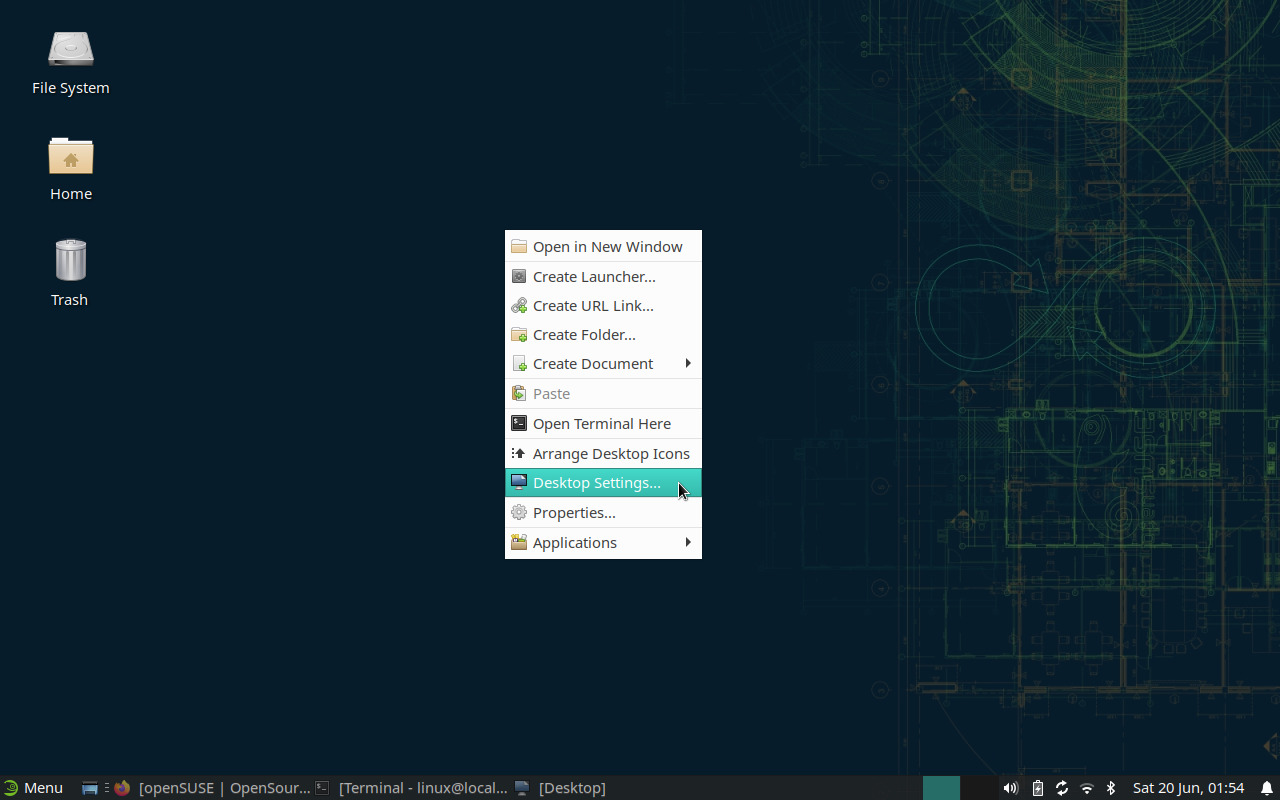 File System
Home
Trash
Open in New Window
Create Launcher...
Create URL Link...
Create Folder...
Create Document
Paste
Open Terminal Here
Arrange Desktop Icons
Desktop Settings...
Properties...
Applications
Menu
[openSUSE | OpenSour...
[Terminal - linux@local...
[Desktop]
Sat 20 Jun, 01:54